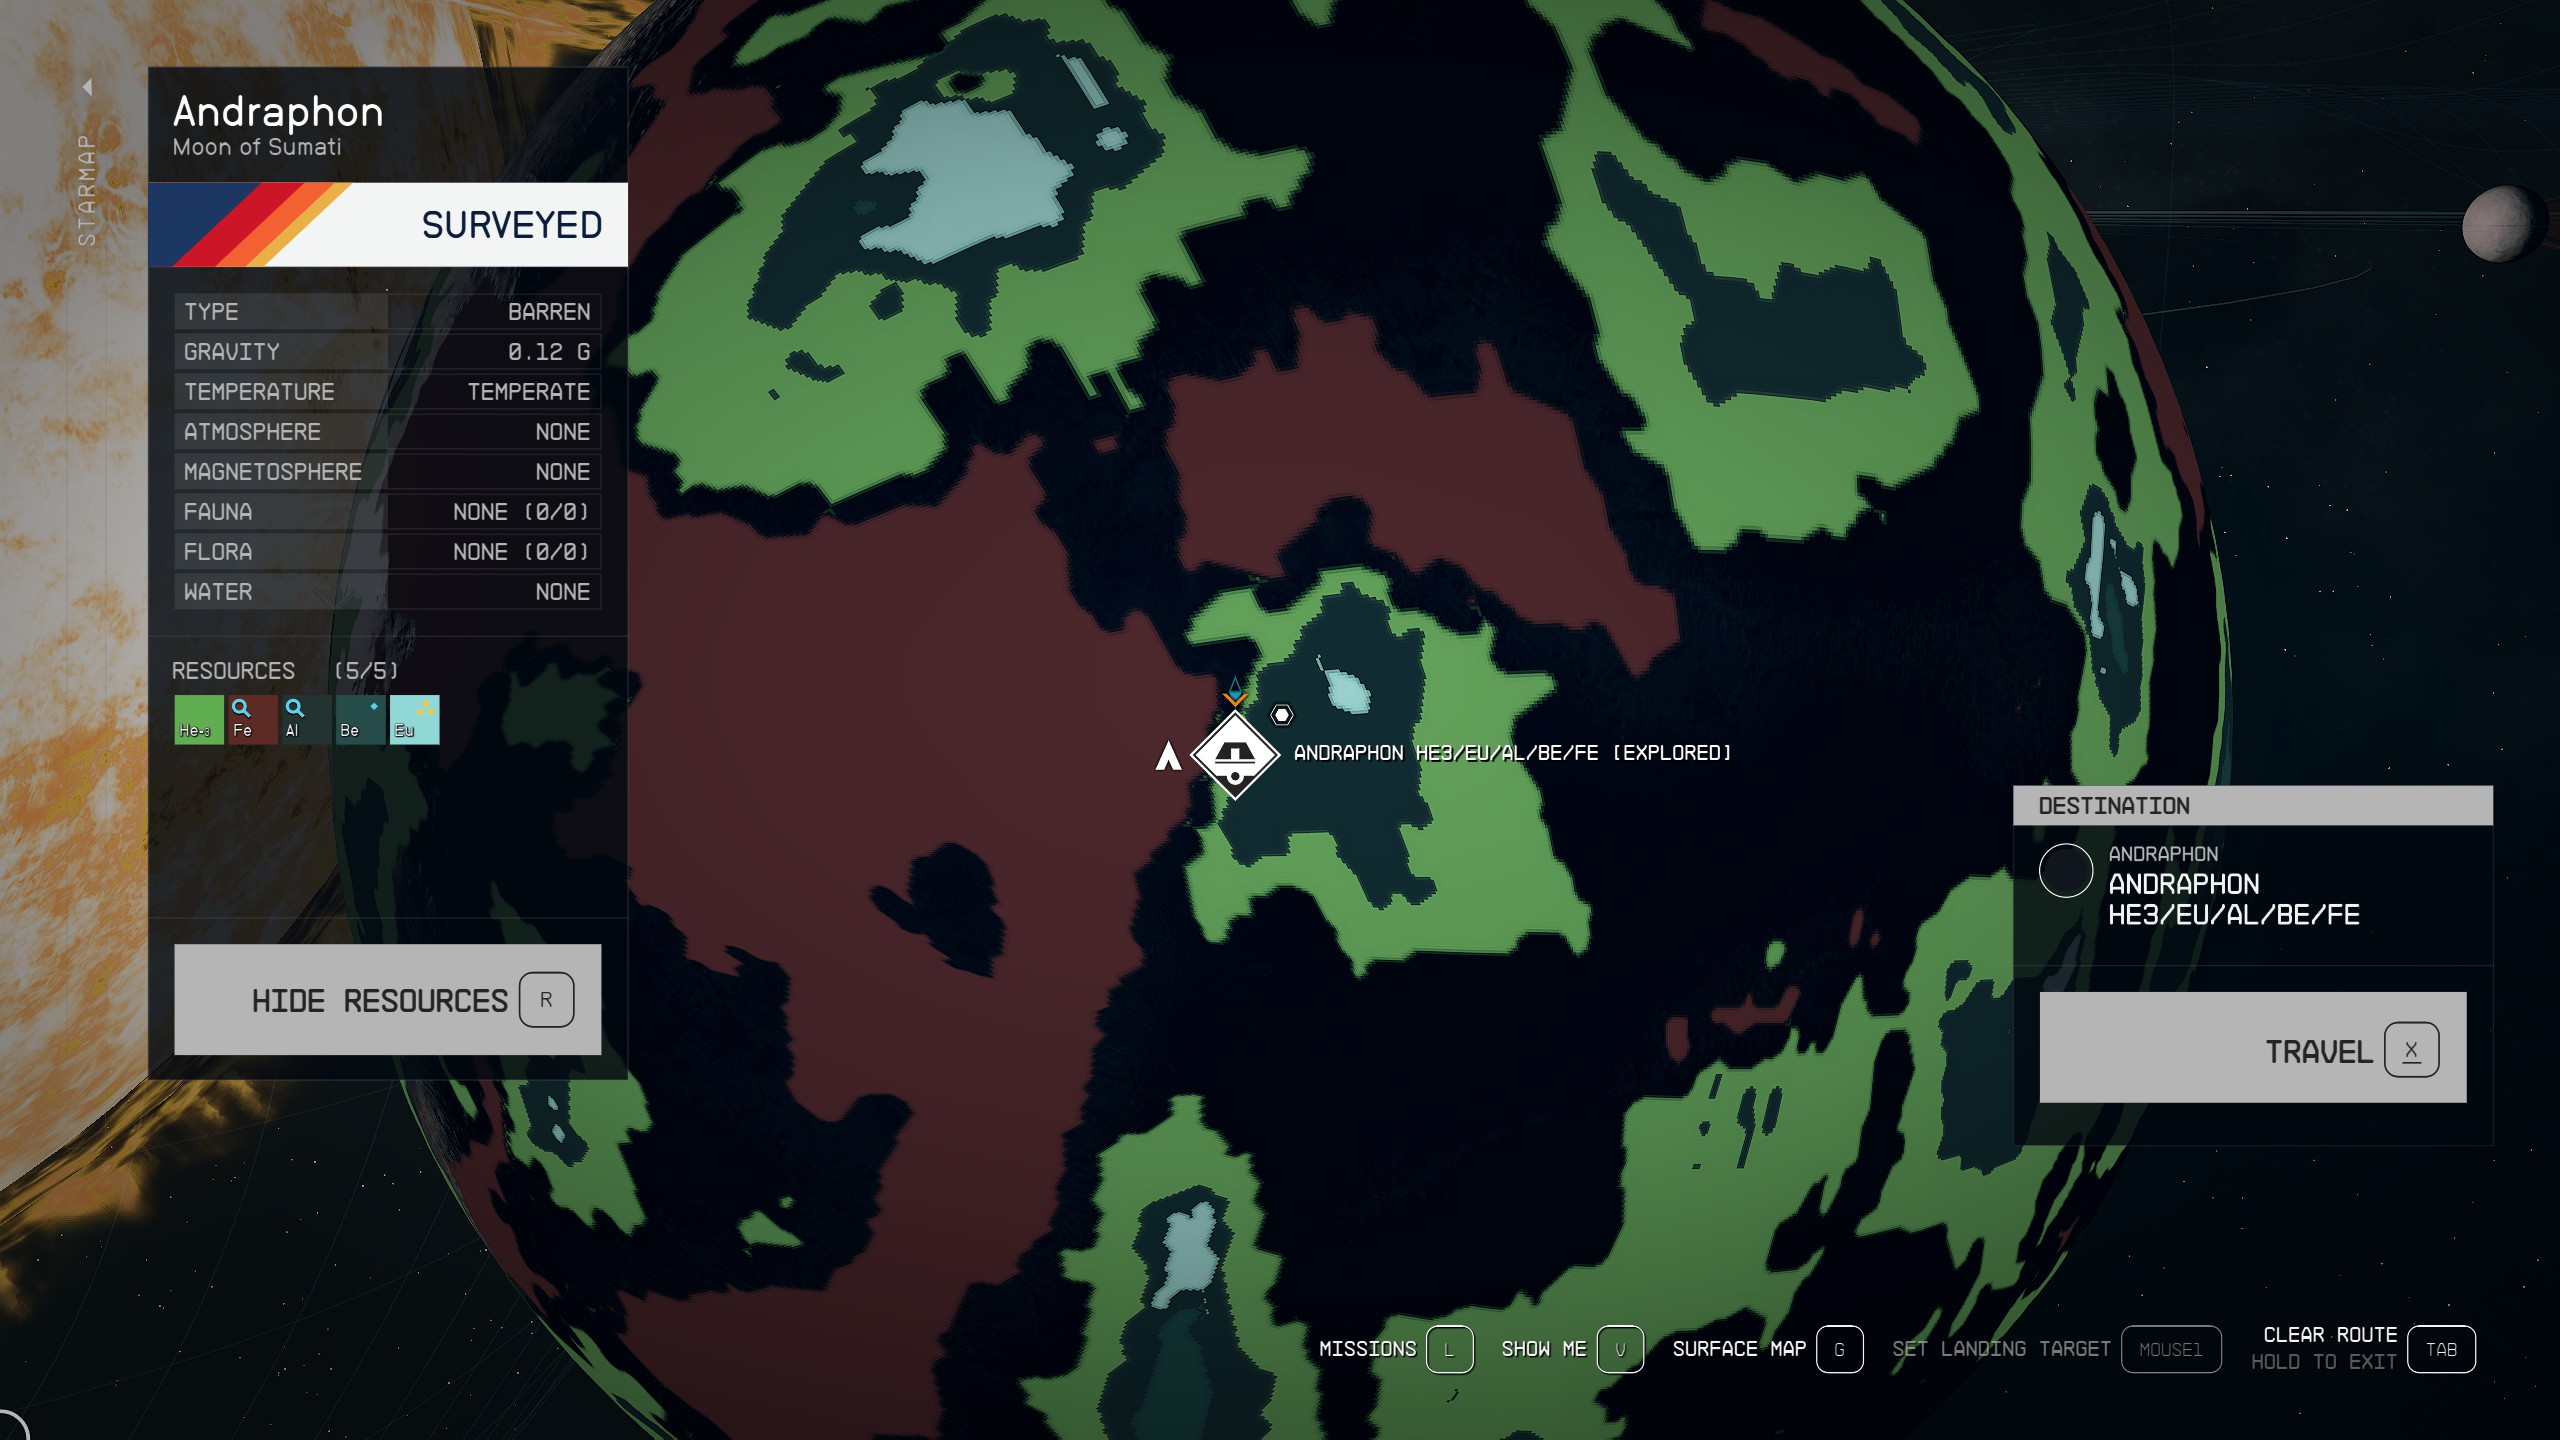 STARMAP
Andraphon
Moon of Sumati
SURVEYED
TYPE BARREN
GRAVITY 0.12 G
TEMPERATURE TEMPERATE
ATMOSPHERE NONE
MAGNETOSPHERE NONE
FAUNA NONE (0/0)
FLORA NONE (0/0)
WATER NONE
RESOURCES (5/5)
He-3 Fe Al Be Eu
HIDE RESOURCES R
ANDRAPHON HE3/EU/AL/BE/FE [EXPLORED]
DESTINATION
ANDRAPHON
ANDRAPHON
HE3/EU/AL/BE/FE
TRAVEL X
MISSIONS L SHOW ME V SURFACE MAP G SET LANDING TARGET MOUSE1 CLEAR ROUTE TAB
HOLD TO EXIT